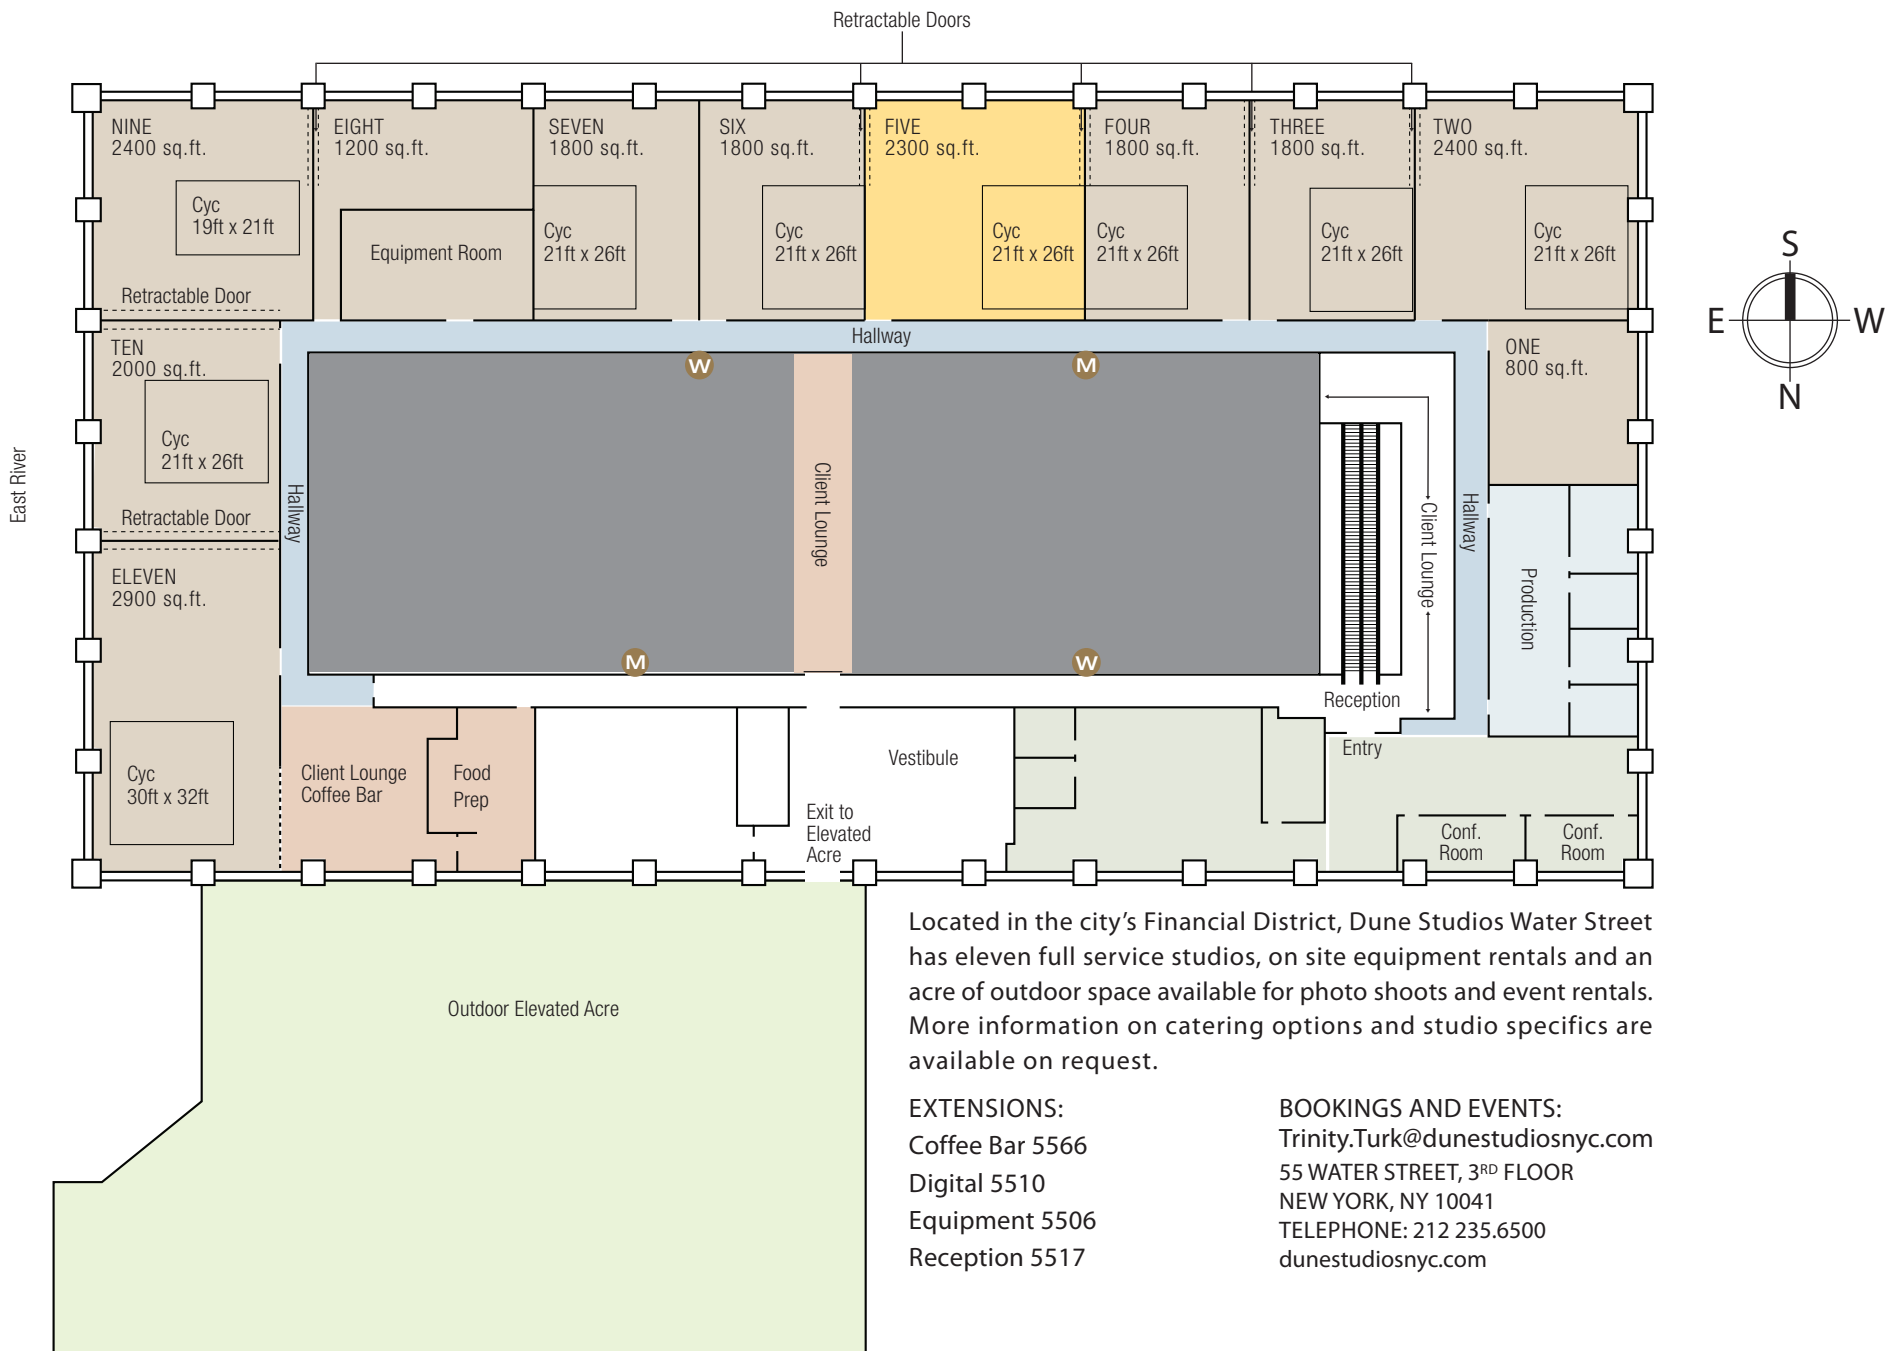 Retractable Doors
NINE
2400 sq.ft.
EIGHT
1200 sq.ft.
SEVEN
1800 sq.ft.
SIX
1800 sq.ft.
FIVE
2300 sq.ft.
FOUR
1800 sq.ft.
THREE
1800 sq.ft.
TWO
2400 sq.ft.
Cyc
19ft x 21ft
Equipment Room
Cyc
21ft x 26ft
Cyc
21ft x 26ft
Cyc
21ft x 26ft
Cyc
21ft x 26ft
Cyc
21ft x 26ft
Cyc
21ft x 26ft
S
E
W
N
Retractable Door
Hallway
TEN
2000 sq.ft.
W
M
ONE
800 sq.ft.
Cyc
21ft x 26ft
East River
Retractable Door
Hallway
Client Lounge
Client Lounge
Hallway
ELEVEN
2900 sq.ft.
Production
M
W
Reception
Entry
Cyc
30ft x 32ft
Client Lounge
Coffee Bar
Food
Prep
Vestibule
Exit to
Elevated
Acre
Conf.
Room
Conf.
Room
Outdoor Elevated Acre
Located in the city’s Financial District, Dune Studios Water Street
has eleven full service studios, on site equipment rentals and an
acre of outdoor space available for photo shoots and event rentals.
More information on catering options and studio specifics are
available on request.
EXTENSIONS:
Coffee Bar 5566
Digital 5510
Equipment 5506
Reception 5517
BOOKINGS AND EVENTS:
Trinity.Turk@dunestudiosnyc.com
55 WATER STREET, 3RD FLOOR
NEW YORK, NY 10041
TELEPHONE: 212 235.6500
dunestudiosnyc.com